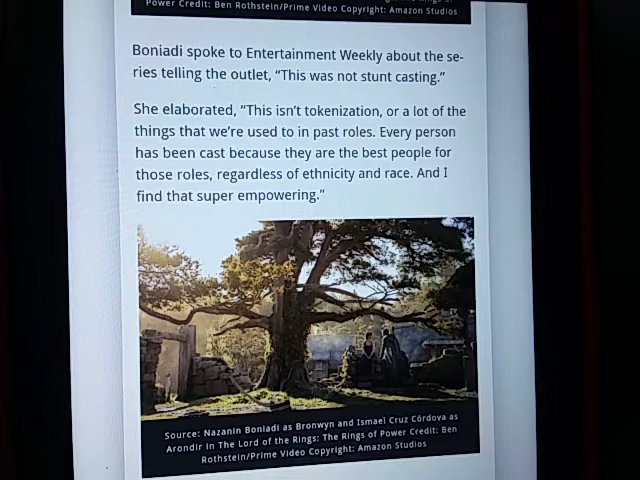 Power Credit: Ben Rothstein/Prime Video Copyright: Amazon Studios
Boniadi spoke to Entertainment Weekly about the se-
ries telling the outlet, “This was not stunt casting.”
She elaborated, “This isn’t tokenization, or a lot of the
things that we’re used to in past roles. Every person
has been cast because they are the best people for
those roles, regardless of ethnicity and race. And I
find that super empowering.”
Source: Nazanin Boniadi as Bronwyn and Ismael Cruz Córdova as
Arondir in The Lord of the Rings: The Rings of Power Credit: Ben
Rothstein/Prime Video Copyright: Amazon Studios